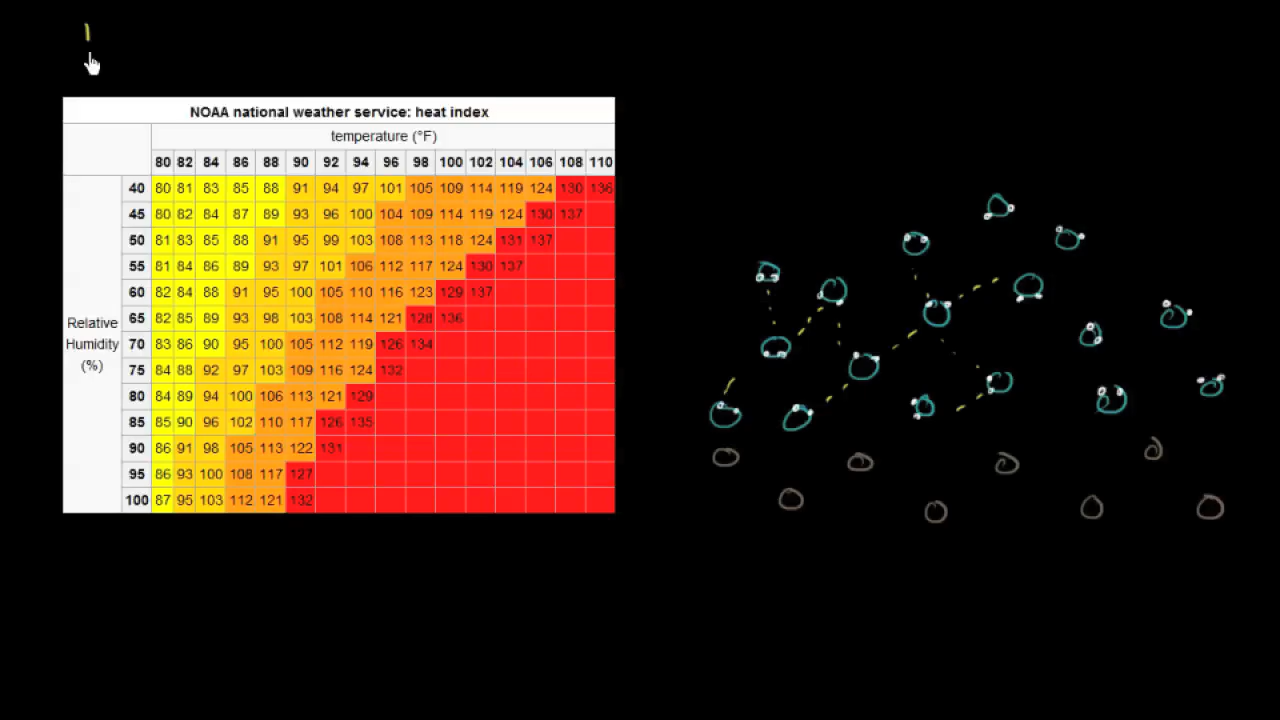 NOAA national weather service: heat index
temperature (°F)
80 82 84 86 88 90 92 94 96 98 100 102 104 106 108 110
40 80 81 83 85 88 91 94 97 101 105 109 114 119 124 130 136
45 80 82 84 87 89 93 96 100 104 109 114 119 124 130 137
50 81 83 85 88 91 95 99 103 108 113 118 124 131 137
55 81 84 86 89 93 97 101 106 112 117 124 130 137
60 82 84 88 91 95 100 105 110 116 123 129 137
65 82 85 89 93 98 103 108 114 121 128 136
Relative
Humidity
(%)
70 83 86 90 95 100 105 112 119 126 134
75 84 88 92 97 103 109 116 124 132
80 84 89 94 100 106 113 121 129
85 85 90 96 102 110 117 126 135
90 86 91 98 105 113 122 131
95 86 93 100 108 117 127
100 87 95 103 112 121 132